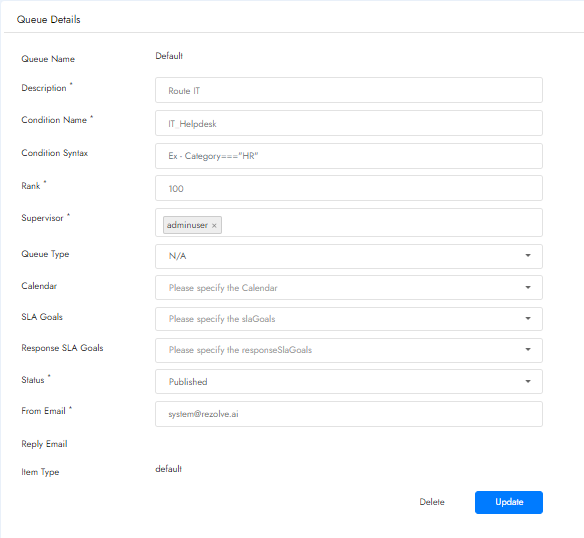 Queue Details
Queue Name Default
Description * Route IT
Condition Name * IT_Helpdesk
Condition Syntax Ex - Category==="HR"
Rank * 100
Supervisor * adminuser ×
Queue Type N/A
Calendar Please specify the Calendar
SLA Goals Please specify the slaGoals
Response SLA Goals Please specify the responseSlaGoals
Status * Published
From Email * system@rezolve.ai
Reply Email
Item Type default
Delete Update